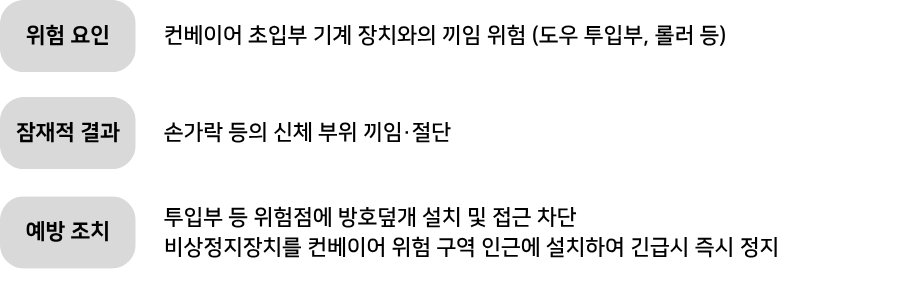 위험 요인
컨베이어 초입부 기계 장치와의 끼임 위험 (도우 투입부, 롤러 등)
잠재적 결과
손가락 등의 신체 부위 끼임·절단
예방 조치
투입부 등 위험점에 방호덮개 설치 및 접근 차단
비상정지장치를 컨베이어 위험 구역 인근에 설치하여 긴급시 즉시 정지